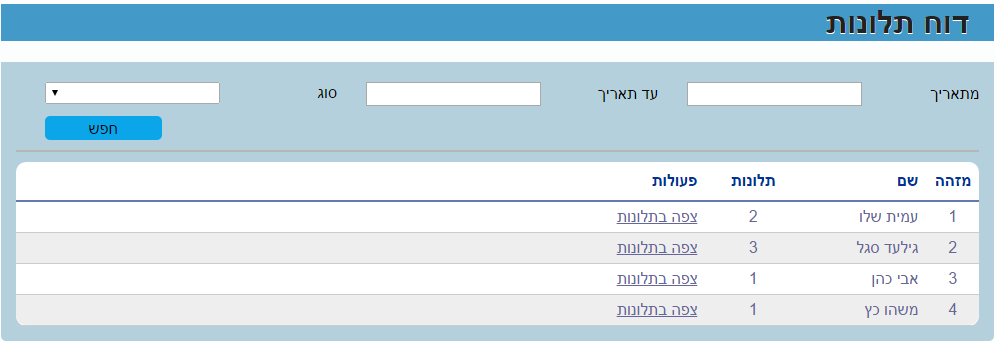 דוח תלונות
מתאריך עד תאריך סוג
חפש
מזהה שם תלונות פעולות
1 עמית שלו 2 צפה בתלונות
2 גילעד סגל 3 צפה בתלונות
3 אבי כהן 1 צפה בתלונות
4 משהו כץ 1 צפה בתלונות